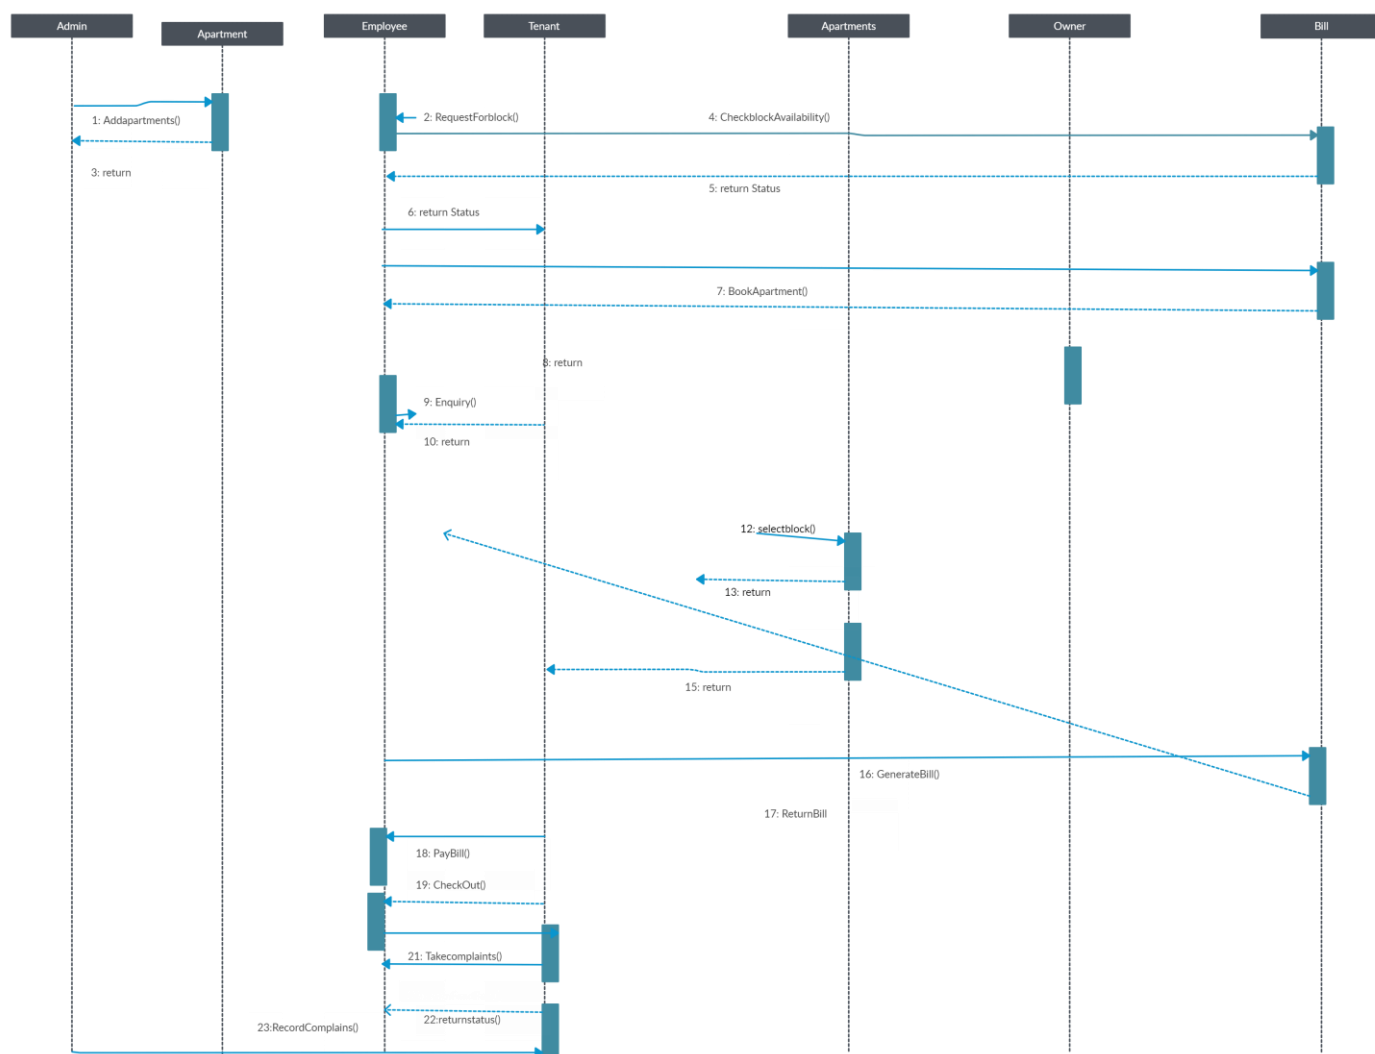 Admin
Apartment
Employee
Tenant
Apartments
Owner
Bill
1: Addapartments()
2: RequestForblock()
4: CheckblockAvailability()
3: return
5: return Status
6: return Status
7: BookApartment()
8: return
9: Enquiry()
10: return
12: selectblock()
13: return
15: return
16: GenerateBill()
17: ReturnBill
18: PayBill()
19: CheckOut()
21: Takecomplaints()
22:returnstatus()
23:RecordComplains()